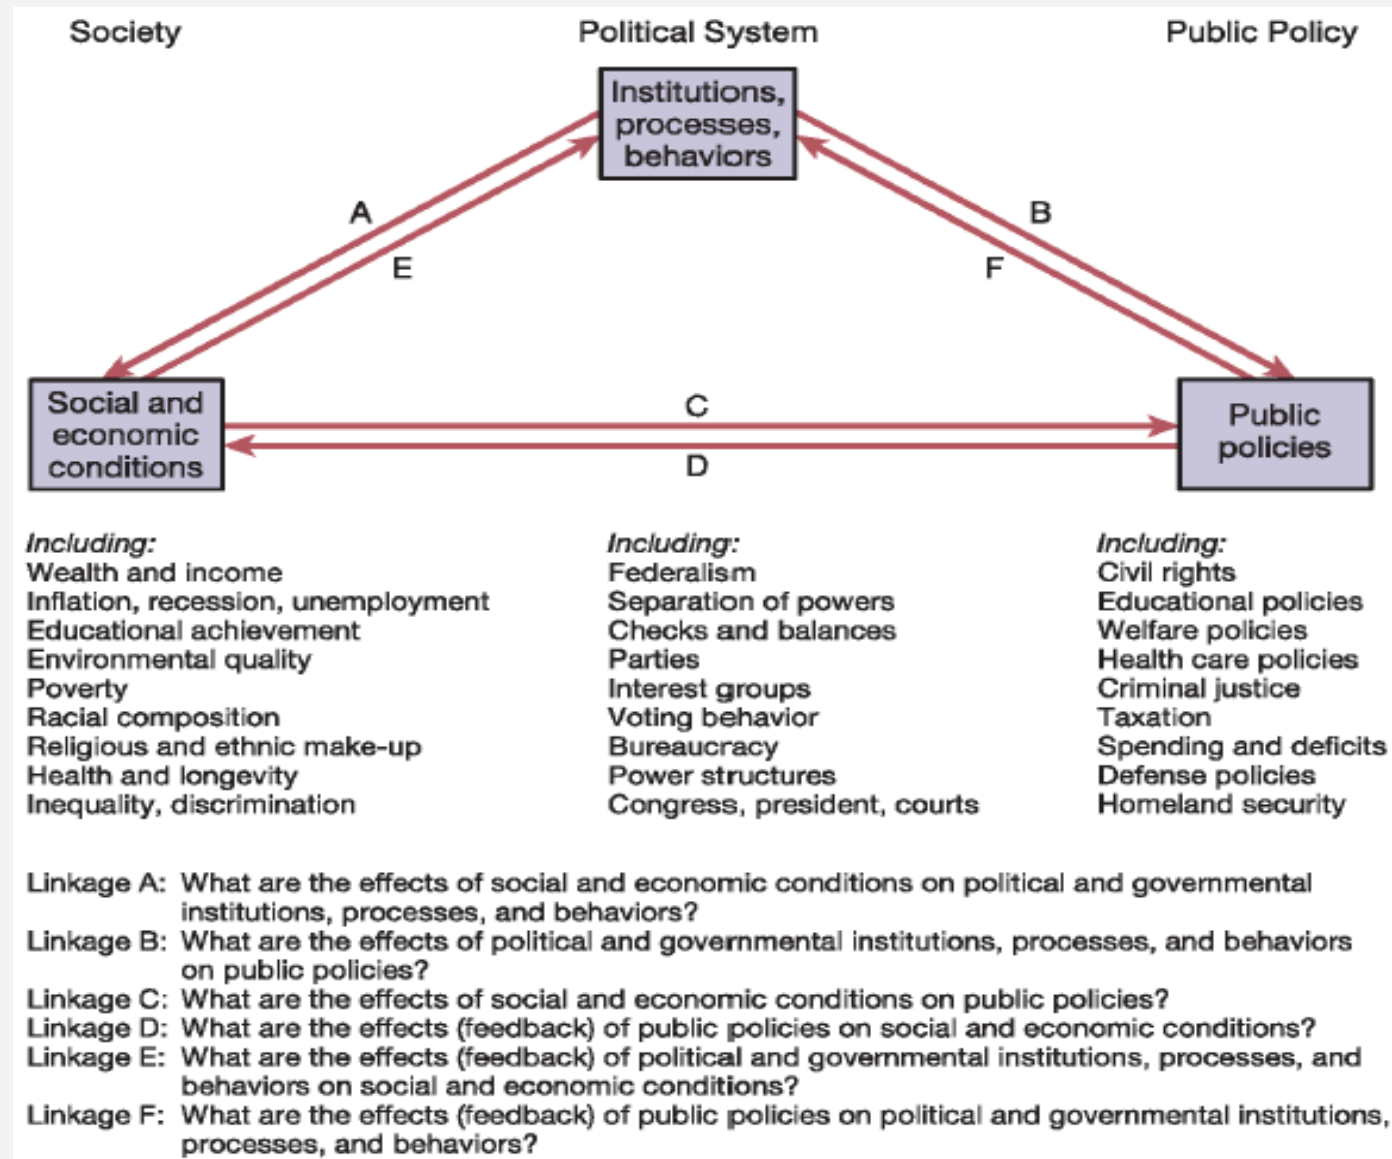 Society
Political System
Public Policy
Institutions,
processes,
behaviors
A
E
B
F
Social and
economic
conditions
C
D
Public
policies
Including:
Wealth and income
Inflation, recession, unemployment
Educational achievement
Environmental quality
Poverty
Racial composition
Religious and ethnic make-up
Health and longevity
Inequality, discrimination
Including:
Federalism
Separation of powers
Checks and balances
Parties
Interest groups
Voting behavior
Bureaucracy
Power structures
Congress, president, courts
Including:
Civil rights
Educational policies
Welfare policies
Health care policies
Criminal justice
Taxation
Spending and deficits
Defense policies
Homeland security
Linkage A: What are the effects of social and economic conditions on political and governmental
institutions, processes, and behaviors?
Linkage B: What are the effects of political and governmental institutions, processes, and behaviors
on public policies?
Linkage C: What are the effects of social and economic conditions on public policies?
Linkage D: What are the effects (feedback) of public policies on social and economic conditions?
Linkage E: What are the effects (feedback) of political and governmental institutions, processes, and
behaviors on social and economic conditions?
Linkage F: What are the effects (feedback) of public policies on political and governmental institutions,
processes, and behaviors?